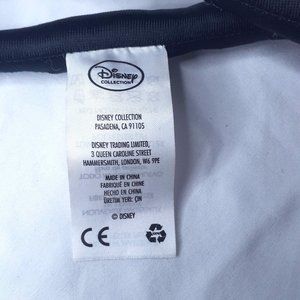 Disney
COLLECTION
DISNEY COLLECTION
PASADENA, CA 91105
DISNEY TRADING LIMITED,
3 QUEEN CAROLINE STREET
HAMMERSMITH, LONDON, W6 9PE
MADE IN CHINA
FABRIQUÉ EN CHINE
HECHO EN CHINA
ÜRETIM YERI: ÇIN
© DISNEY
CE